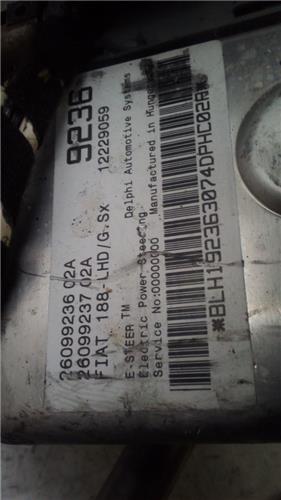 9236
26099236 02A
26099237 02A
FIAT 188, LHD/G.Sx 12229059
E-STEER TM Delphi Automotive Systems
Electric Power Steering
Service No:00000000 Manufactured in Hungary
*BLH192363074DPHC02R*